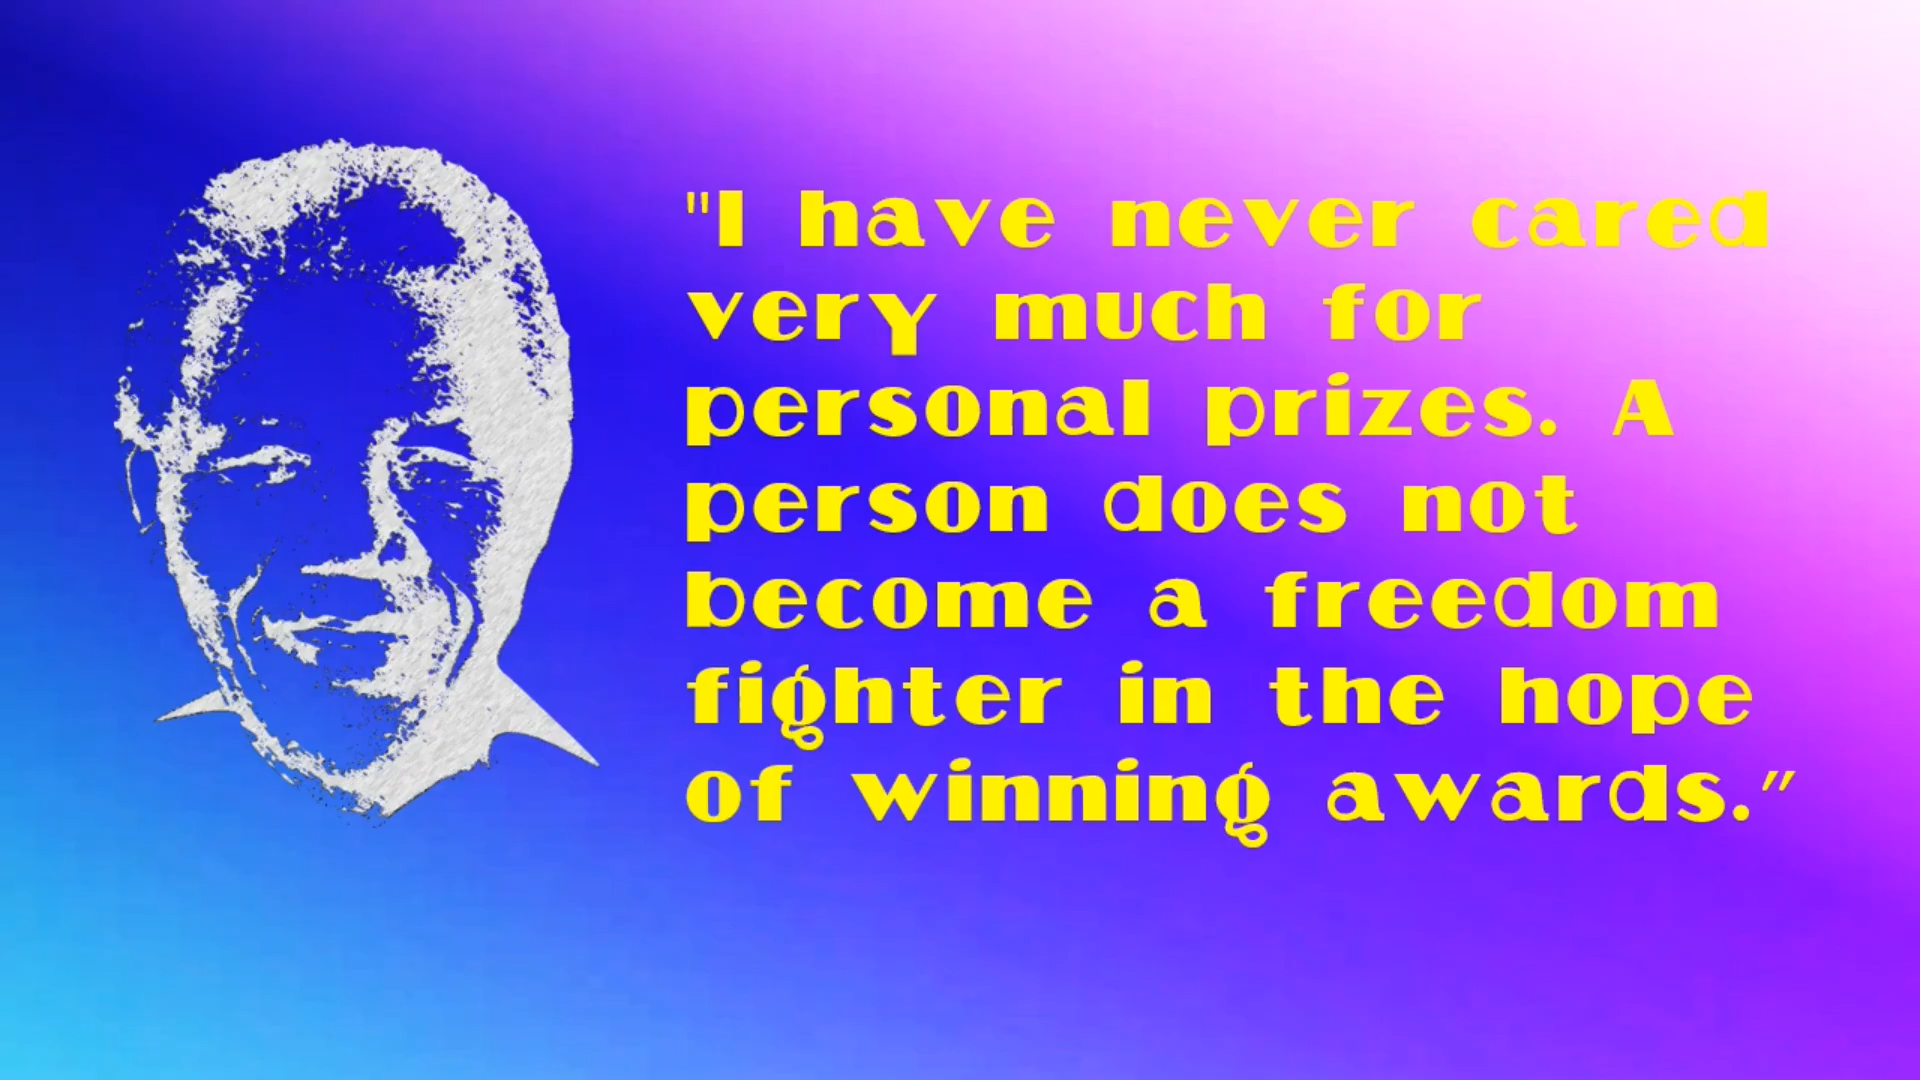 "I have never cared
very much for
personal prizes. A
person does not
become a freedom
fighter in the hope
of winning awards.”